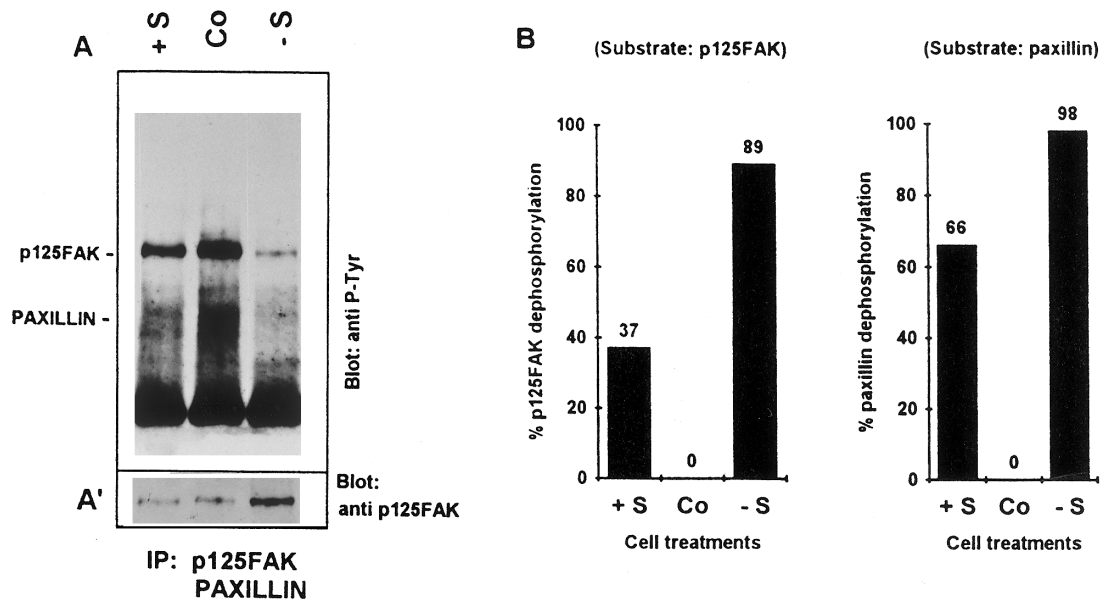 A
+ S
Co
- S
p125FAK -
PAXILLIN -
Blot: anti P-Tyr
A'
Blot:
anti p125FAK
IP: p125FAK
PAXILLIN
B
(Substrate: p125FAK)
% p125FAK dephosphorylation
100
80
60
40
20
0
37
0
89
+ S Co - S
Cell treatments
(Substrate: paxillin)
% paxillin dephosphorylation
100
80
60
40
20
0
66
0
98
+ S Co - S
Cell treatments